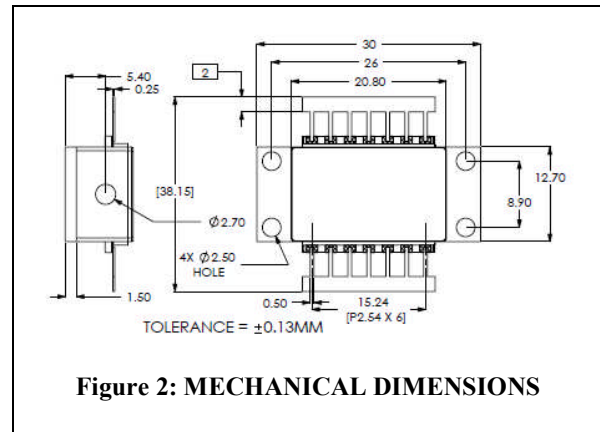 30
26
20.80
2
5.40
0.25
[38.15]
12.70
8.90
Ø2.70
4X Ø2.50
HOLE
1.50
0.50
15.24
[P2.54 X 6]
TOLERANCE = ±0.13MM
Figure 2: MECHANICAL DIMENSIONS